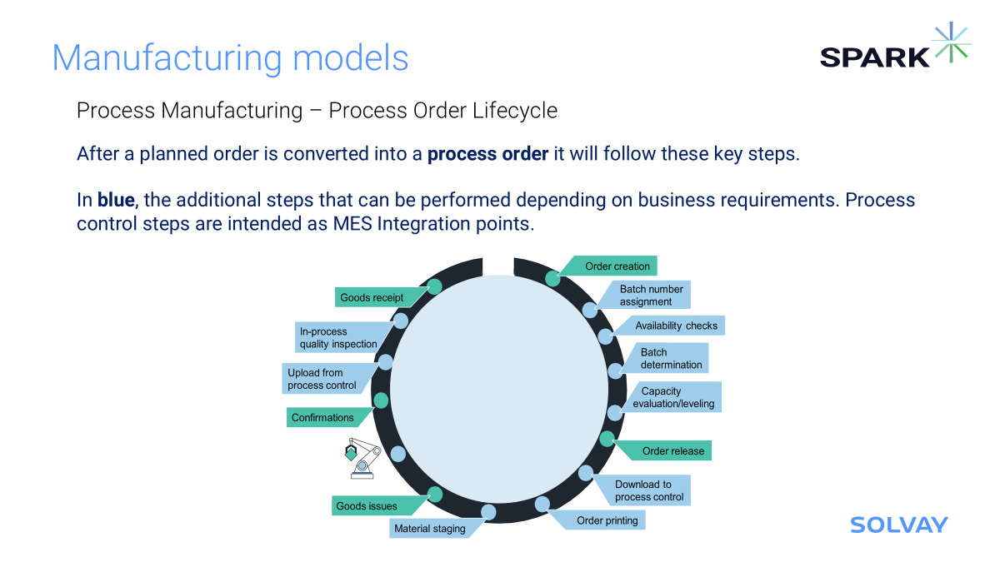 Manufacturing models
SPARK
Process Manufacturing – Process Order Lifecycle
After a planned order is converted into a process order it will follow these key steps.
In blue, the additional steps that can be performed depending on business requirements. Process
control steps are intended as MES Integration points.
Order creation
Batch number
assignment
Availability checks
Batch
determination
Capacity
evaluation/leveling
Order release
Download to
process control
Order printing
Material staging
Goods issues
Confirmations
Upload from
process control
In-process
quality inspection
Goods receipt
SOLVAY